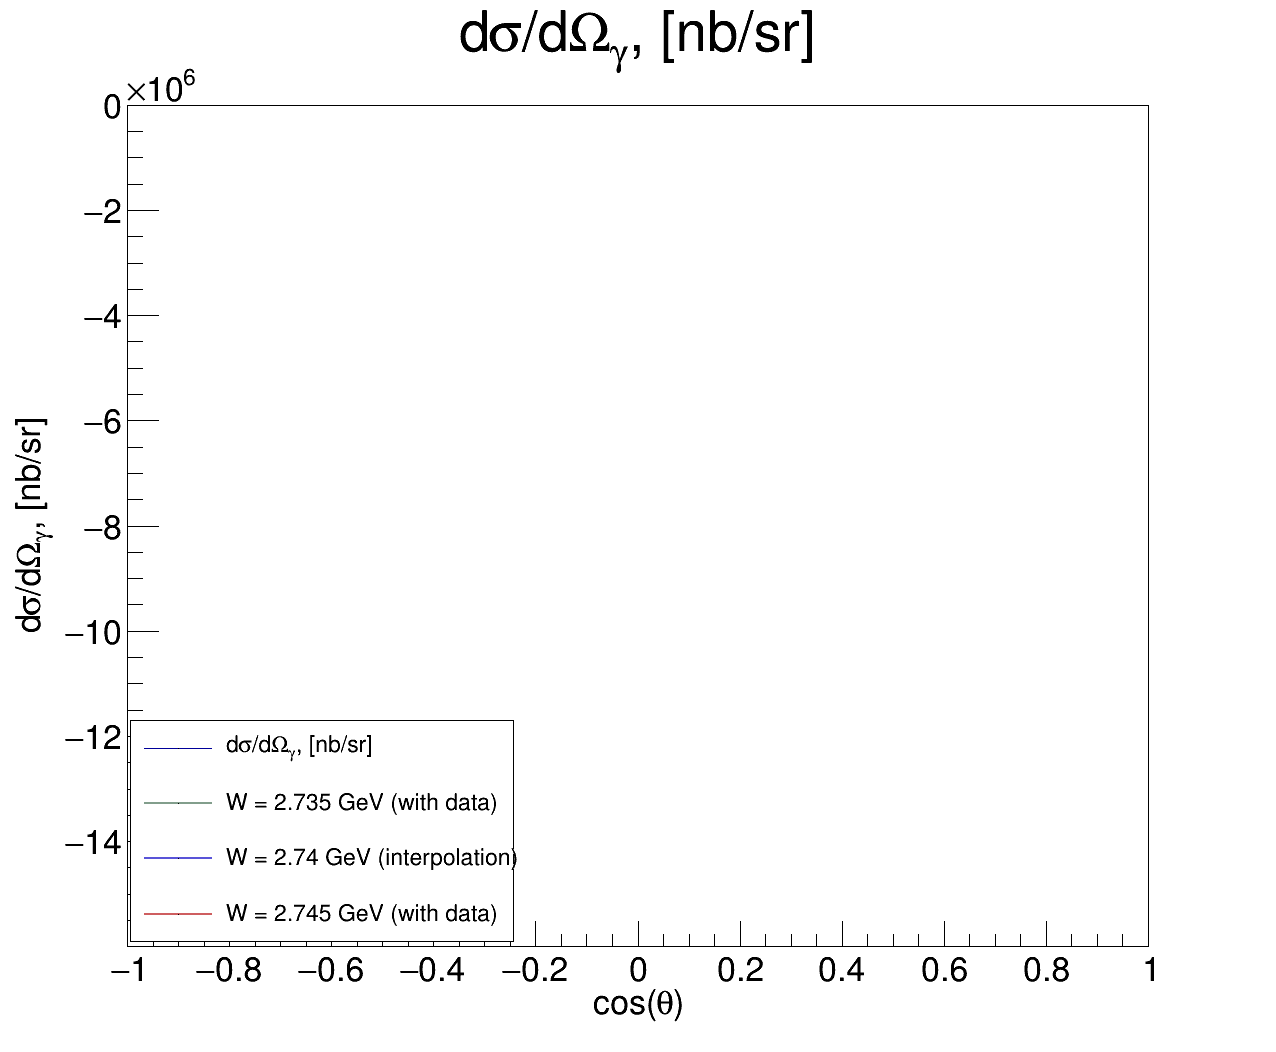 dσ/dΩγ, [nb/sr]
×10⁶
0
−2
−4
−6
−8
−10
−12
−14
dσ/dΩγ, [nb/sr]
dσ/dΩγ, [nb/sr]
W = 2.735 GeV (with data)
W = 2.74 GeV (interpolation)
W = 2.745 GeV (with data)
−1 −0.8 −0.6 −0.4 −0.2 0 0.2 0.4 0.6 0.8 1
cos(θ)